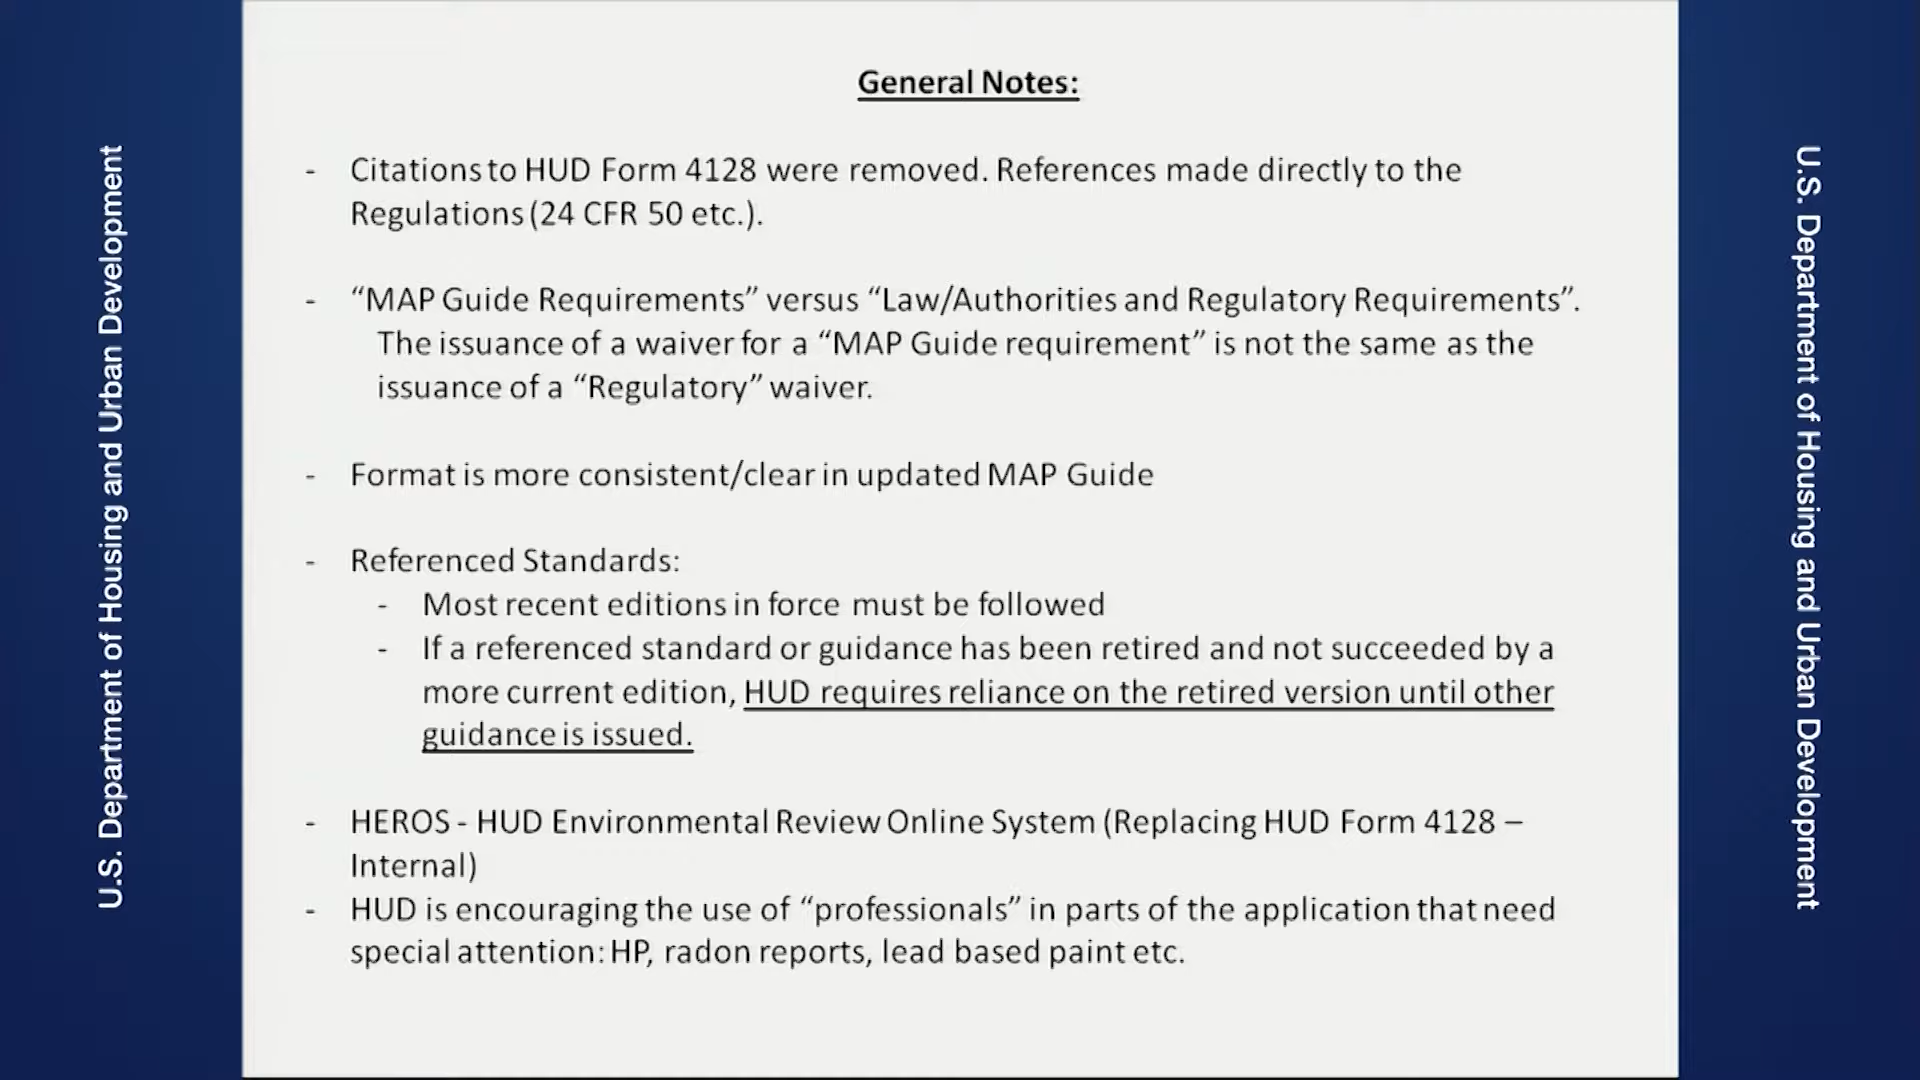 General Notes:
- Citations to HUD Form 4128 were removed. References made directly to the
Regulations (24 CFR 50 etc.).
- “MAP Guide Requirements” versus “Law/Authorities and Regulatory Requirements”.
The issuance of a waiver for a “MAP Guide requirement” is not the same as the
issuance of a “Regulatory” waiver.
- Format is more consistent/clear in updated MAP Guide
- Referenced Standards:
- Most recent editions in force must be followed
- If a referenced standard or guidance has been retired and not succeeded by a
more current edition, HUD requires reliance on the retired version until other
guidance is issued.
- HEROS - HUD Environmental Review Online System (Replacing HUD Form 4128 –
Internal)
- HUD is encouraging the use of “professionals” in parts of the application that need
special attention: HP, radon reports, lead based paint etc.
U.S. Department of Housing and Urban Development
U.S. Department of Housing and Urban Development